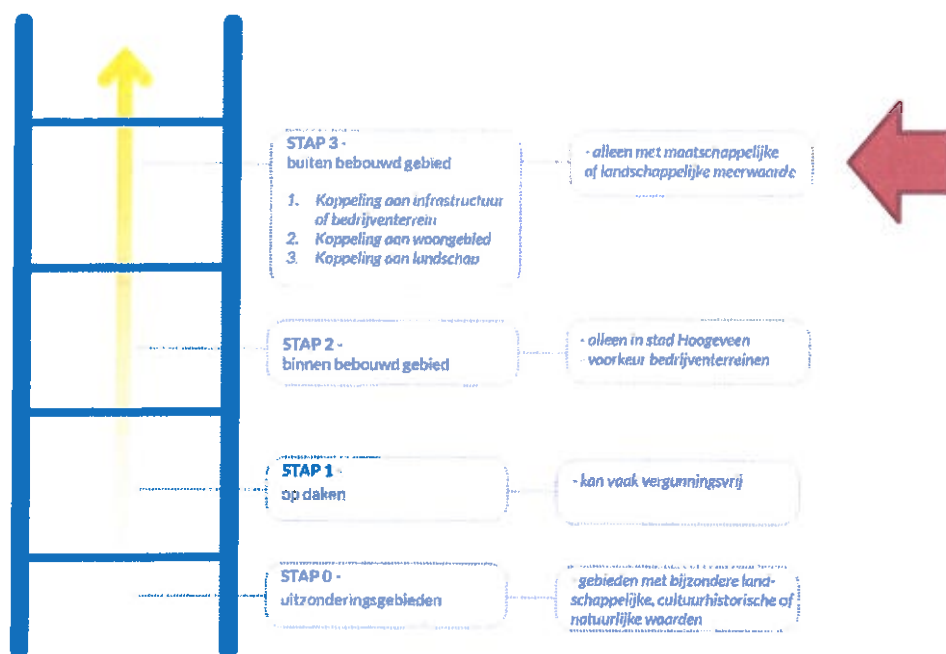 STAP 3 -
buiten bebouwd gebied
1. Koppeling aan infrastructuur
of bedrijventerrein
2. Koppeling aan woongebied
3. Koppeling aan landschap
- alleen met maatschappelijke
of landschappelijke meerwaarde
STAP 2 -
binnen bebouwd gebied
- alleen in stad Hoogeveen
- voorkeur bedrijventerreinen
STAP 1 -
op daken
- kan vaak vergunningsvrij
STAP 0 -
uitzonderingsgebieden
- gebieden met bijzondere land-
schappelijke, cultuurhistorische of
natuurlijke waarden